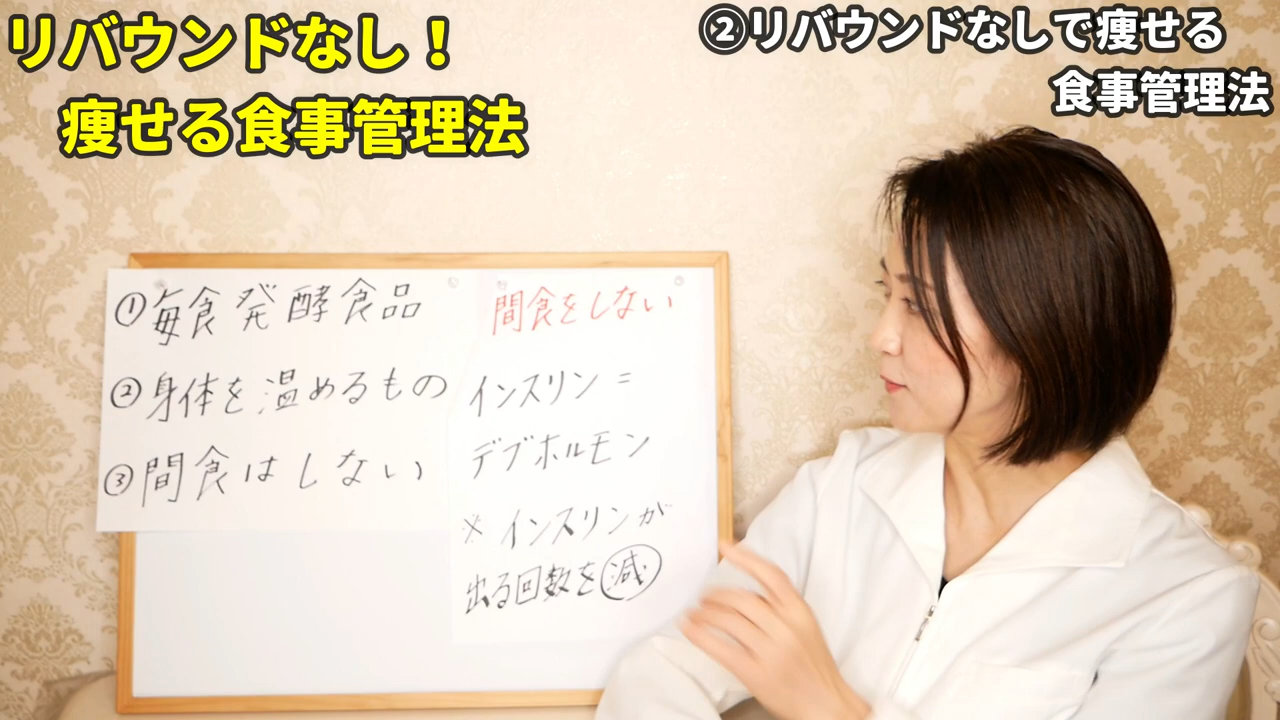 リバウンドなし！
痩せる食事管理法
②リバウンドなしで痩せる
食事管理法
①毎食発酵食品
②身体を温めるもの
③間食はしない
間食をしない
インスリン＝
デブホルモン
※インスリンが
出る回数を減